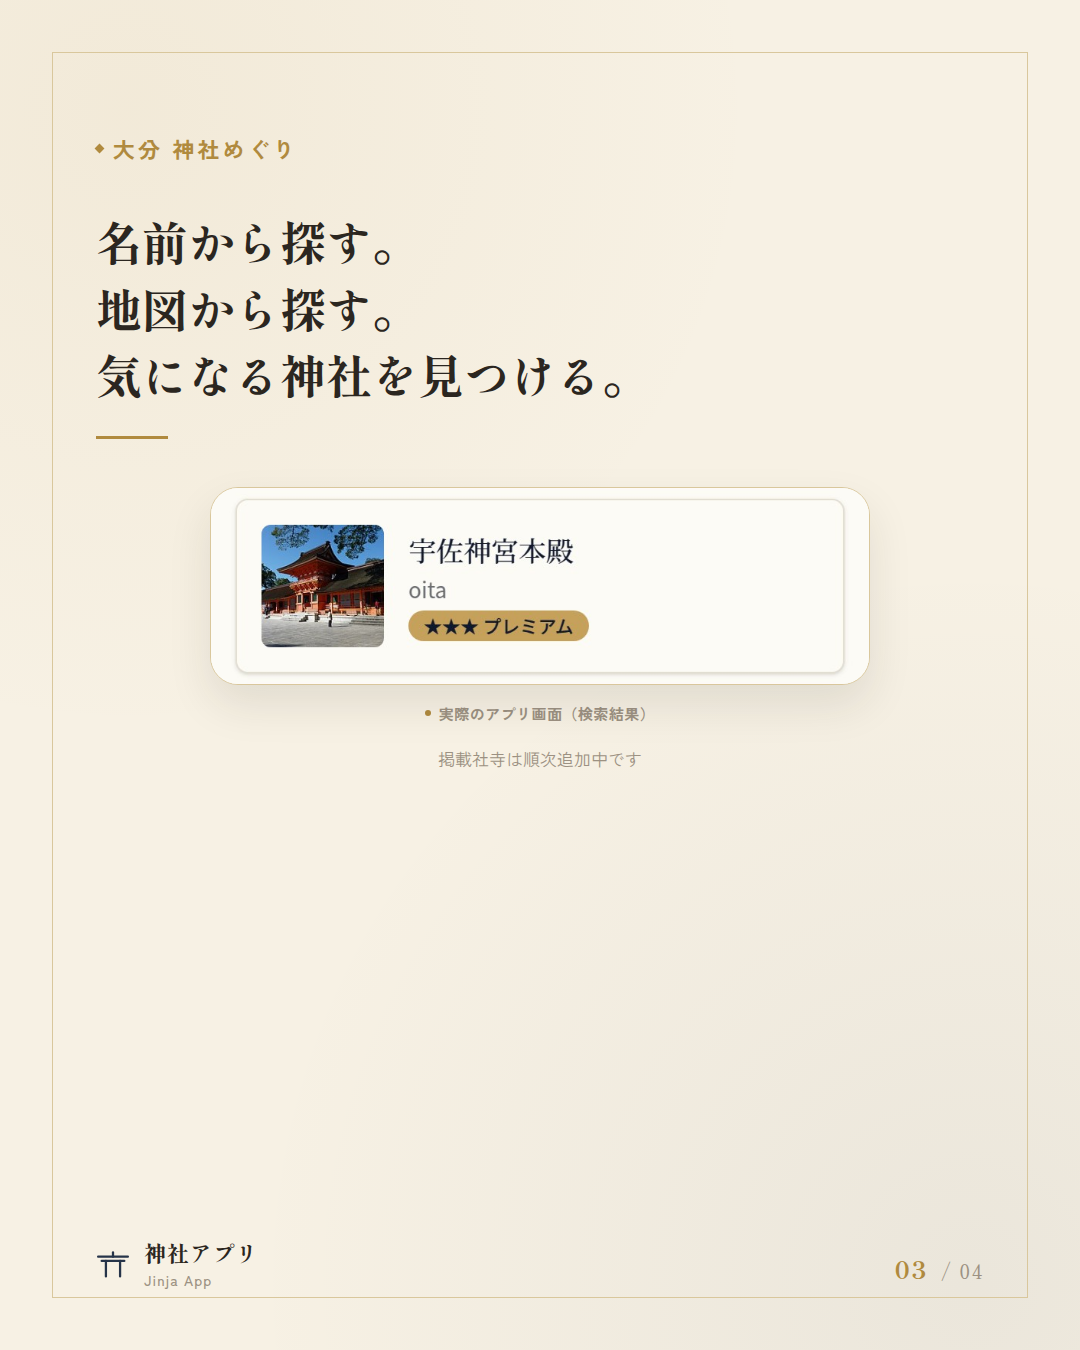 大分 神社めぐり
名前から探す。
地図から探す。
気になる神社を見つける。
宇佐神宮本殿
oita
★★★ プレミアム
実際のアプリ画面（検索結果）
掲載社寺は順次追加中です
神社アプリ
Jinja App
03 / 04